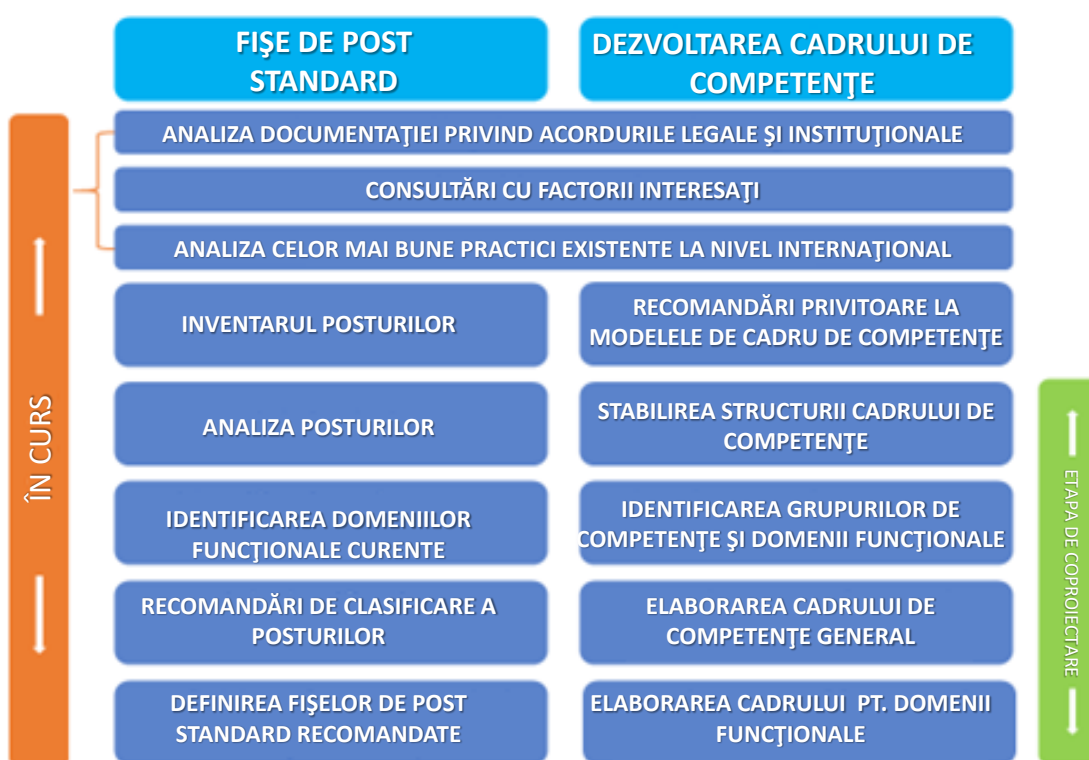 FIŞE DE POST
STANDARD
DEZVOLTAREA CADRULUI DE
COMPETENŢE
ANALIZA DOCUMENTAŢIEI PRIVIND ACORDURILE LEGALE ŞI INSTITUŢIONALE
CONSULTĂRI CU FACTORII INTERESAŢI
ANALIZA CELOR MAI BUNE PRACTICI EXISTENTE LA NIVEL INTERNAŢIONAL
INVENTARUL POSTURILOR
RECOMANDĂRI PRIVITOARE LA
MODELELE DE CADRU DE COMPETENŢE
ANALIZA POSTURILOR
STABILIREA STRUCTURII CADRULUI DE
COMPETENŢE
IDENTIFICAREA DOMENIILOR
FUNCŢIONALE CURENTE
IDENTIFICAREA GRUPURILOR DE
COMPETENŢE ŞI DOMENII FUNCŢIONALE
RECOMANDĂRI DE CLASIFICARE A
POSTURILOR
ELABORAREA CADRULUI DE
COMPETENŢE GENERAL
DEFINIREA FIŞELOR DE POST
STANDARD RECOMANDATE
ELABORAREA CADRULUI PT. DOMENII
FUNCŢIONALE
ÎN CURS
ETAPA DE COPROIECTARE